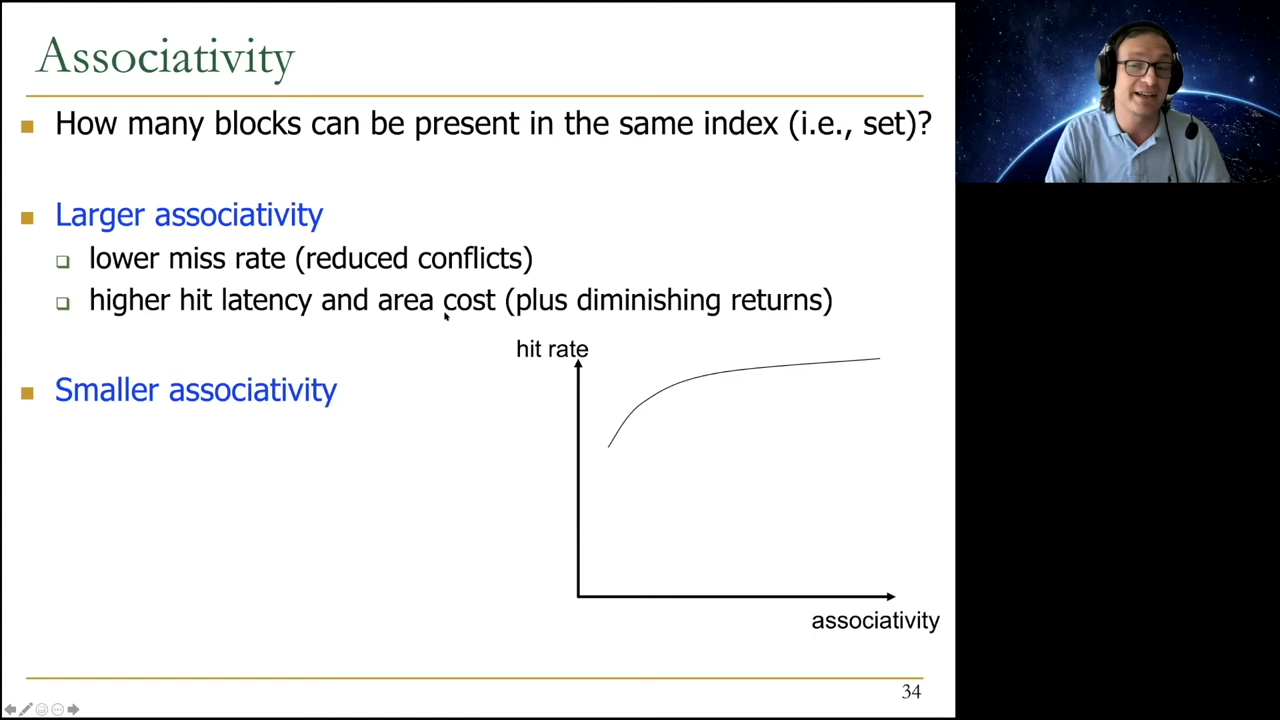 Associativity
How many blocks can be present in the same index (i.e., set)?
Larger associativity
lower miss rate (reduced conflicts)
higher hit latency and area cost (plus diminishing returns)
hit rate
Smaller associativity
associativity
34